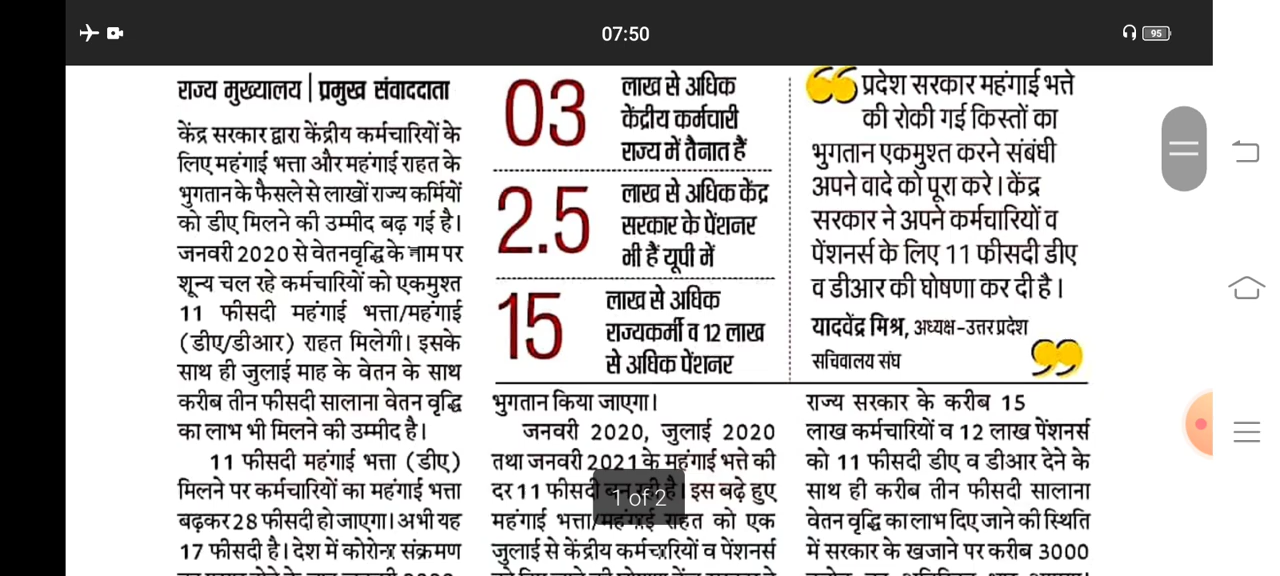 07:50
95
राज्य मुख्यालय | प्रमुख संवाददाता
केंद्र सरकार द्वारा केंद्रीय कर्मचारियों के
लिए महंगाई भत्ता और महंगाई राहत के
भुगतान के फैसले से लाखों राज्य कर्मियों
को डीए मिलने की उम्मीद बढ़ गई है।
जनवरी 2020 से वेतनवृद्धि के नाम पर
शून्य चल रहे कर्मचारियों को एकमुश्त
11 फीसदी महंगाई भत्ता/महंगाई
(डीए/डीआर) राहत मिलेगी। इसके
साथ ही जुलाई माह के वेतन के साथ
करीब तीन फीसदी सालाना वेतन वृद्धि
का लाभ भी मिलने की उम्मीद है।
11 फीसदी महंगाई भत्ता (डीए)
मिलने पर कर्मचारियों का महंगाई भत्ता
बढ़कर 28 फीसदी हो जाएगा। अभी यह
17 फीसदी है। देश में कोरोना संक्रमण
03
लाख से अधिक
केंद्रीय कर्मचारी
राज्य में तैनात हैं
2.5
लाख से अधिक केंद्र
सरकार के पेंशनर
भी हैं यूपी में
15
लाख से अधिक
राज्यकर्मी व 12 लाख
से अधिक पेंशनर
भुगतान किया जाएगा।
जनवरी 2020, जुलाई 2020
तथा जनवरी 2021 के महंगाई भत्ते की
दर 11 फीसदी बन रही है। इस बढ़े हुए
महंगाई भत्ता/महंगाई राहत को एक
जुलाई से केंद्रीय कर्मचारियों व पेंशनर्स
1 of 2
प्रदेश सरकार महंगाई भत्ते
की रोकी गई किस्तों का
भुगतान एकमुश्त करने संबंधी
अपने वादे को पूरा करे। केंद्र
सरकार ने अपने कर्मचारियों व
पेंशनर्स के लिए 11 फीसदी डीए
व डीआर की घोषणा कर दी है।
यादवेंद्र मिश्र, अध्यक्ष-उत्तर प्रदेश
सचिवालय संघ
राज्य सरकार के करीब 15
लाख कर्मचारियों व 12 लाख पेंशनर्स
को 11 फीसदी डीए व डीआर देने के
साथ ही करीब तीन फीसदी सालाना
वेतन वृद्धि का लाभ दिए जाने की स्थिति
में सरकार के खजाने पर करीब 3000